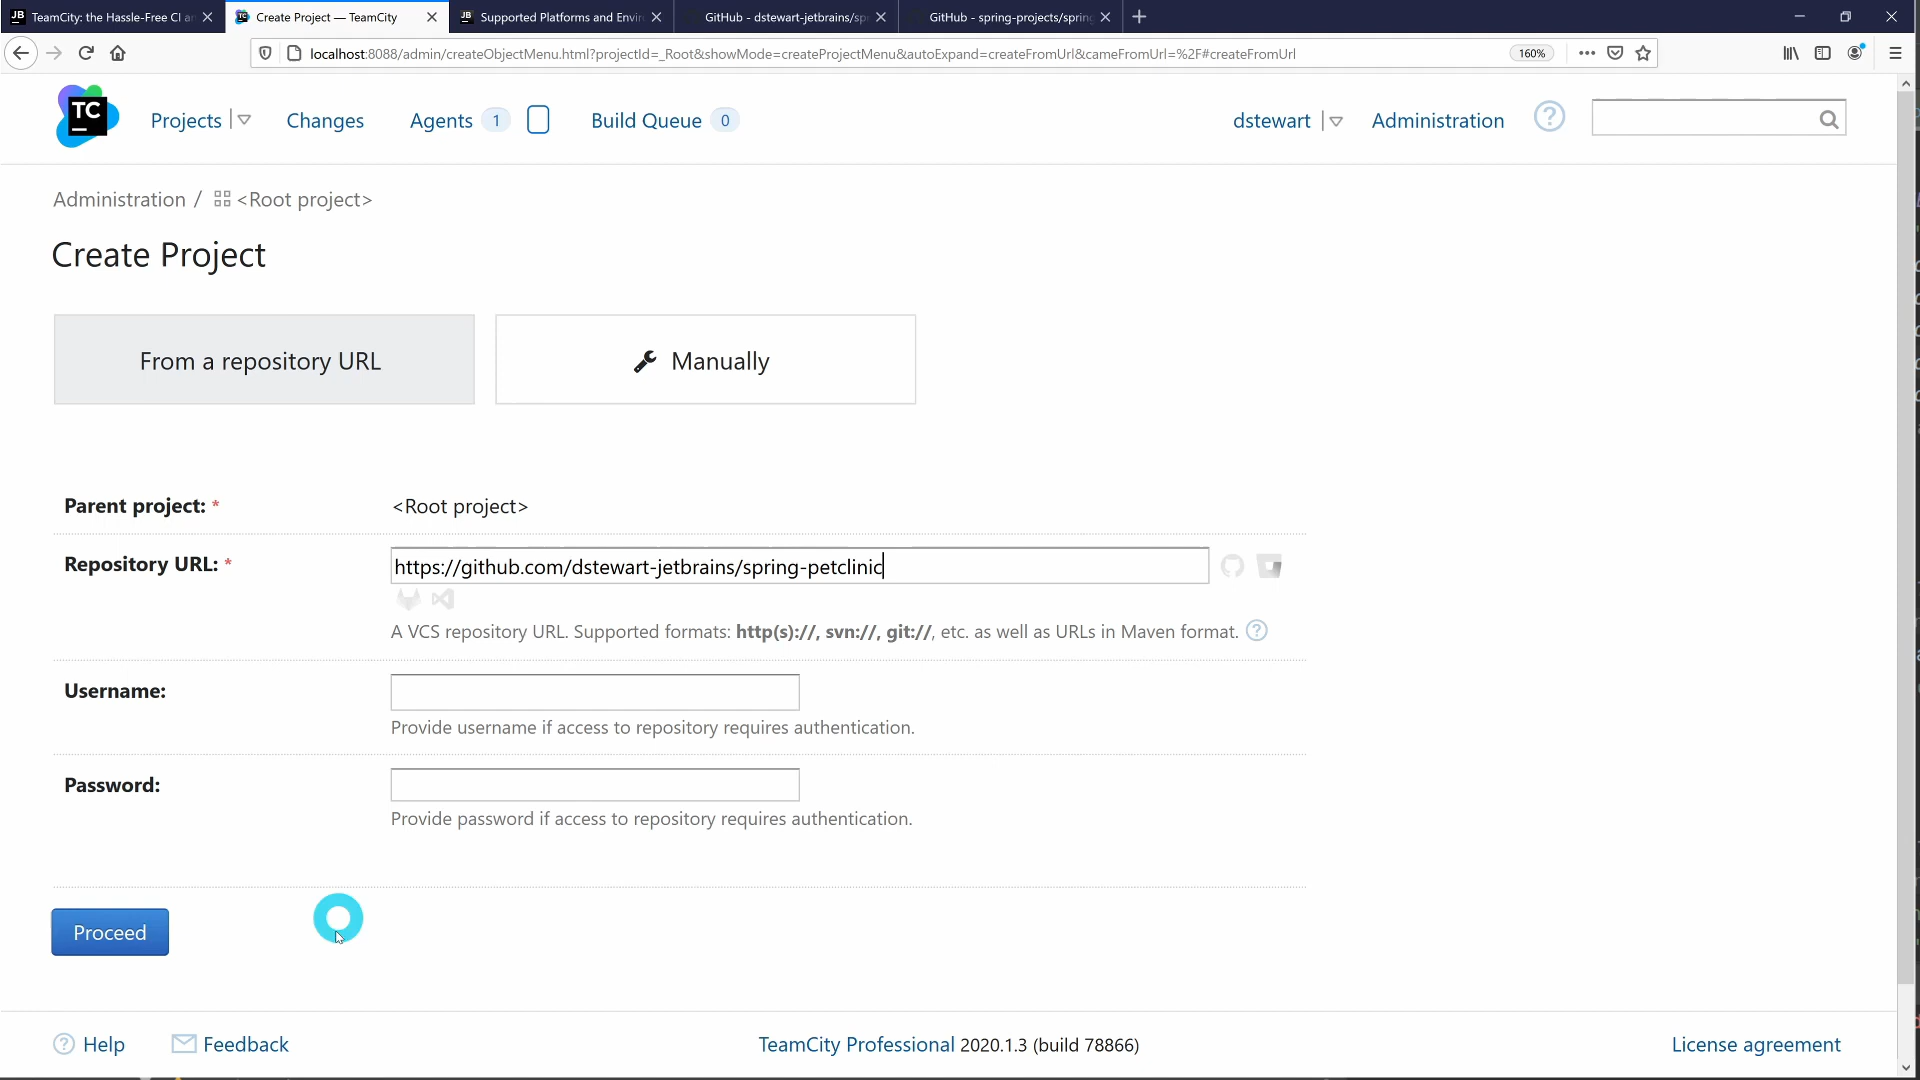 JB TeamCity: the Hassle-Free CI an
Create Project — TeamCity
JB Supported Platforms and Envir
GitHub - dstewart-jetbrains/sp
GitHub - spring-projects/spring
localhost:8088/admin/createObjectMenu.html?projectId=_Root&showMode=createProjectMenu&autoExpand=createFromUrl&cameFromUrl=%2F#createFromUrl
160%
TC
Projects
Changes
Agents 1
Build Queue 0
dstewart
Administration
Administration / <Root project>
Create Project
From a repository URL
Manually
Parent project: * <Root project>
Repository URL: * https://github.com/dstewart-jetbrains/spring-petclinic
A VCS repository URL. Supported formats: http(s)://, svn://, git://, etc. as well as URLs in Maven format. ?
Username:
Provide username if access to repository requires authentication.
Password:
Provide password if access to repository requires authentication.
Proceed
Help
Feedback
TeamCity Professional 2020.1.3 (build 78866)
License agreement